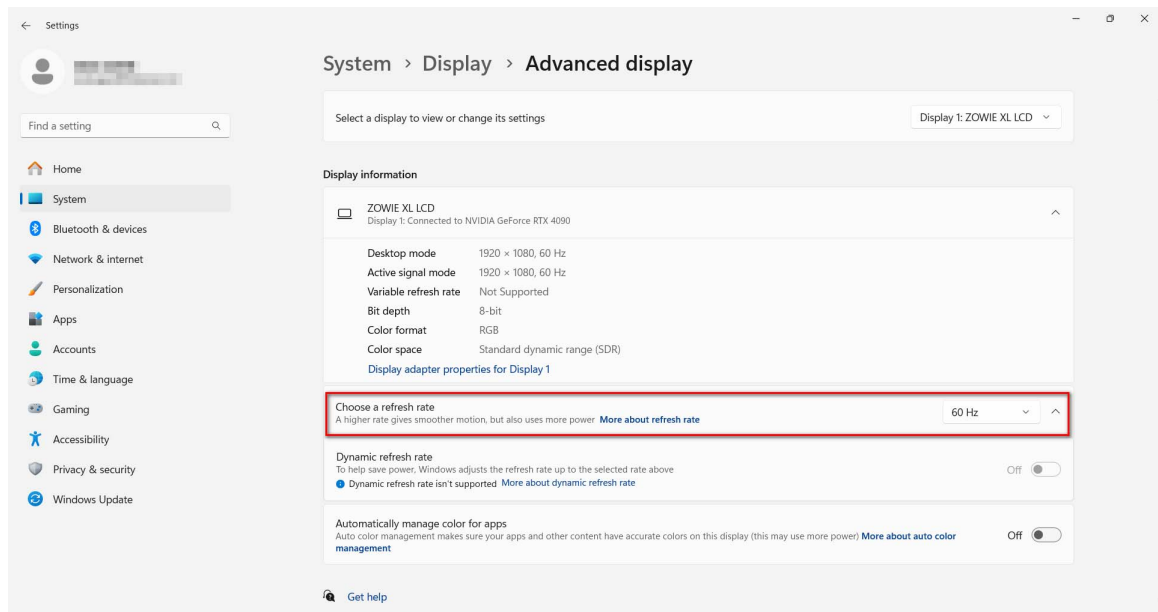 Settings
System > Display > Advanced display
Find a setting
Home
System
Bluetooth & devices
Network & internet
Personalization
Apps
Accounts
Time & language
Gaming
Accessibility
Privacy & security
Windows Update
Select a display to view or change its settings
Display 1: ZOWIE XL LCD
Display information
ZOWIE XL LCD
Display 1: Connected to NVIDIA GeForce RTX 4090
Desktop mode 1920 × 1080, 60 Hz
Active signal mode 1920 × 1080, 60 Hz
Variable refresh rate Not Supported
Bit depth 8-bit
Color format RGB
Color space Standard dynamic range (SDR)
Display adapter properties for Display 1
Choose a refresh rate
A higher rate gives smoother motion, but also uses more power More about refresh rate
60 Hz
Dynamic refresh rate
To help save power, Windows adjusts the refresh rate up to the selected rate above
Dynamic refresh rate isn't supported More about dynamic refresh rate
Off
Automatically manage color for apps
Auto color management makes sure your apps and other content have accurate colors on this display (this may use more power) More about auto color
management
Off
Get help